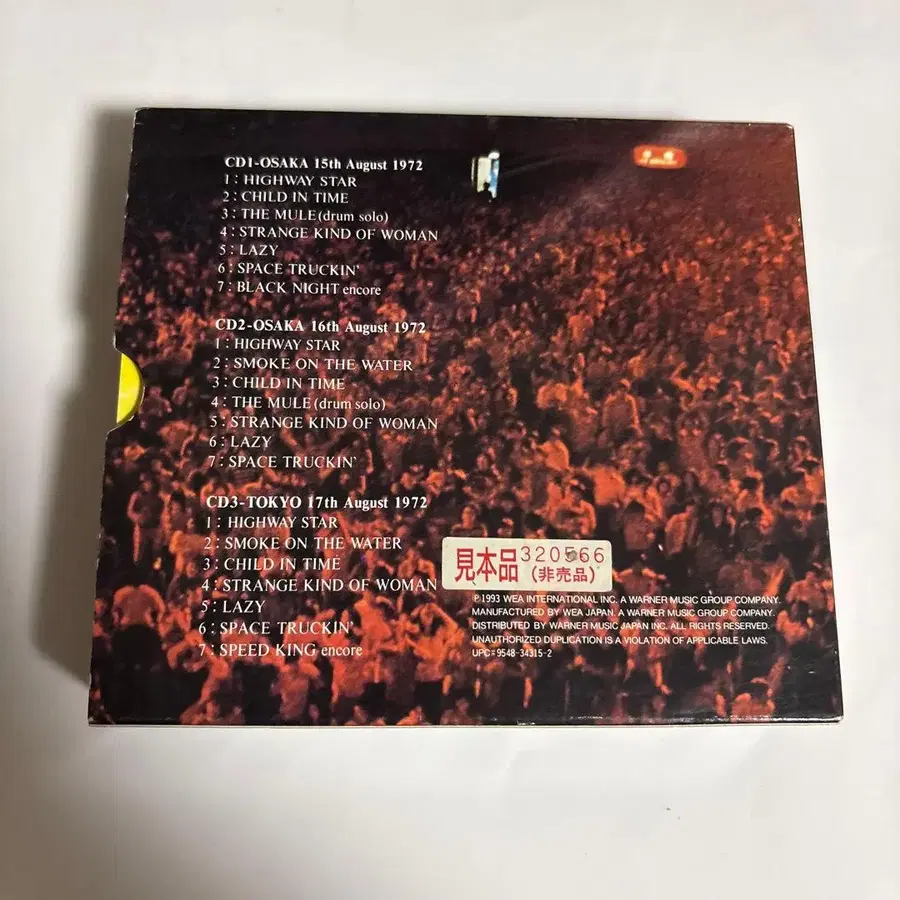 CD1-OSAKA 15th August 1972
1: HIGHWAY STAR
2: CHILD IN TIME
3: THE MULE(drum solo)
4: STRANGE KIND OF WOMAN
5: LAZY
6: SPACE TRUCKIN'
7: BLACK NIGHT encore
CD2-OSAKA 16th August 1972
1: HIGHWAY STAR
2: SMOKE ON THE WATER
3: CHILD IN TIME
4: THE MULE(drum solo)
5: STRANGE KIND OF WOMAN
6: LAZY
7: SPACE TRUCKIN'
CD3-TOKYO 17th August 1972
1: HIGHWAY STAR
2: SMOKE ON THE WATER
3: CHILD IN TIME
4: STRANGE KIND OF WOMAN
5: LAZY
6: SPACE TRUCKIN'
7: SPEED KING encore
見本品
(非売品)
℗1993 WEA INTERNATIONAL INC. A WARNER MUSIC GROUP COMPANY.
MANUFACTURED BY WEA JAPAN. A WARNER MUSIC GROUP COMPANY.
DISTRIBUTED BY WARNER MUSIC JAPAN INC. ALL RIGHTS RESERVED.
UNAUTHORIZED DUPLICATION IS A VIOLATION OF APPLICABLE LAWS.
UPC=9548-34315-2